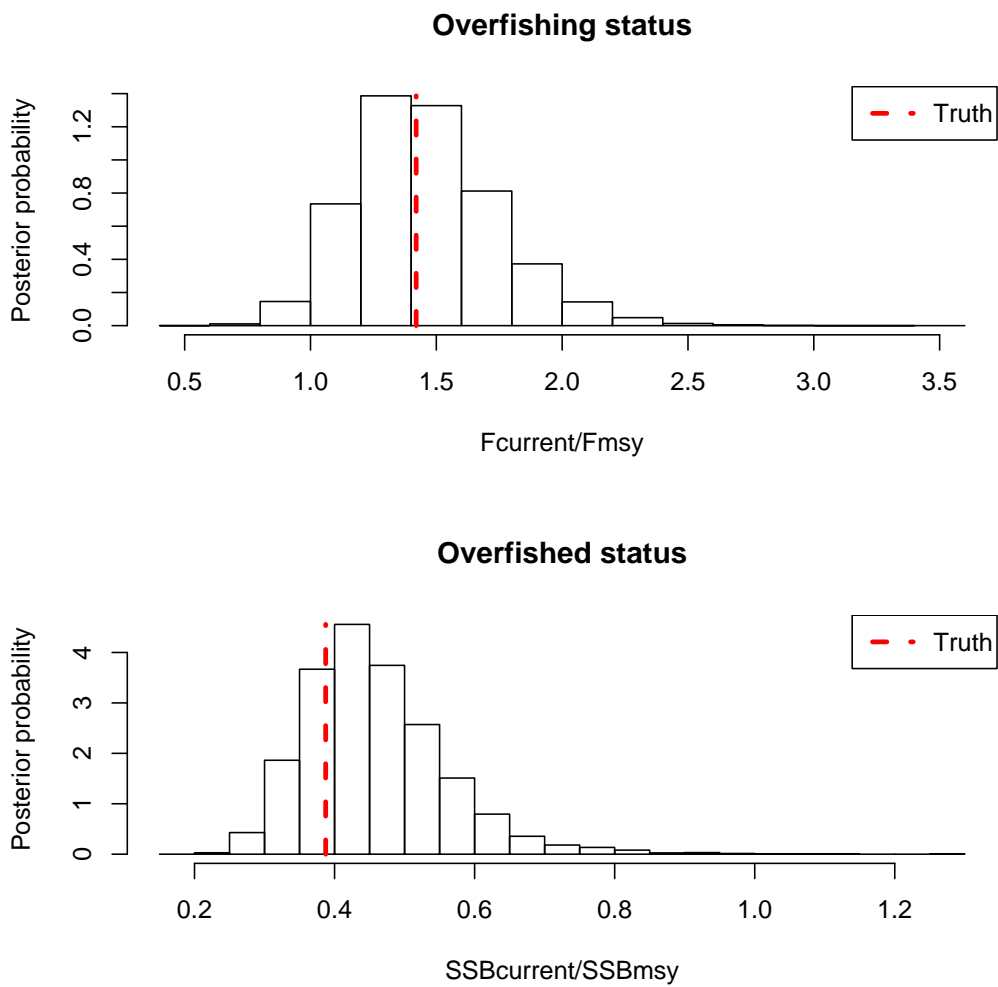 Overfishing status
Truth
Posterior probability
0.0 0.4 0.8 1.2
0.5 1.0 1.5 2.0 2.5 3.0 3.5
Fcurrent/Fmsy
Overfished status
Truth
Posterior probability
0 1 2 3 4
0.2 0.4 0.6 0.8 1.0 1.2
SSBcurrent/SSBmsy